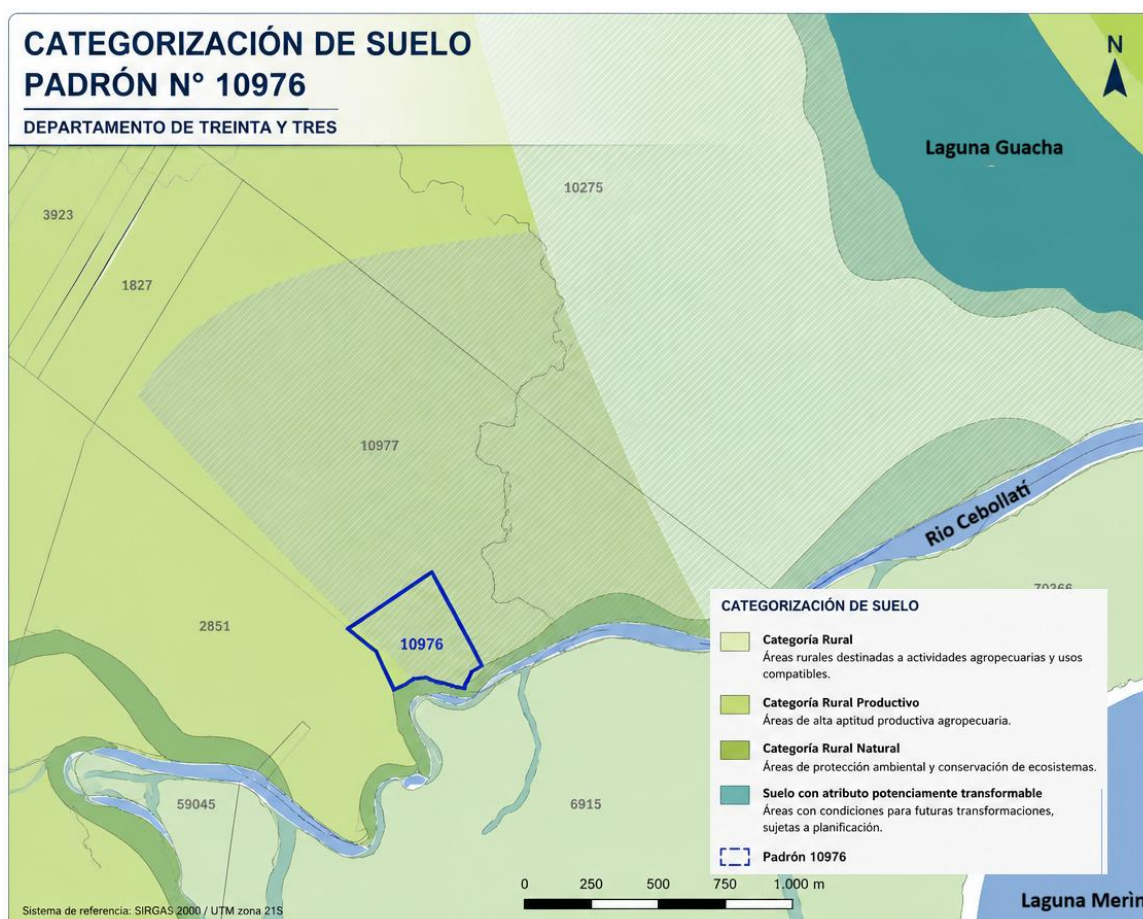 CATEGORIZACIÓN DE SUELO
PADRÓN N° 10976
DEPARTAMENTO DE TREINTA Y TRES
N
Laguna Guacha
10275
3923
1827
10977
Rio Cebollatí
10976
2851
70366
59045
6915
CATEGORIZACIÓN DE SUELO
Categoría Rural
Áreas rurales destinadas a actividades agropecuarias y usos
compatibles.
Categoría Rural Productivo
Áreas de alta aptitud productiva agropecuaria.
Categoría Rural Natural
Áreas de protección ambiental y conservación de ecosistemas.
Suelo con atributo potenciamente transformable
Áreas con condiciones para futuras transformaciones,
sujetas a planificación.
Padrón 10976
0 250 500 750 1.000 m
Laguna Merìn
Sistema de referencia: SIRGAS 2000 / UTM zona 21S